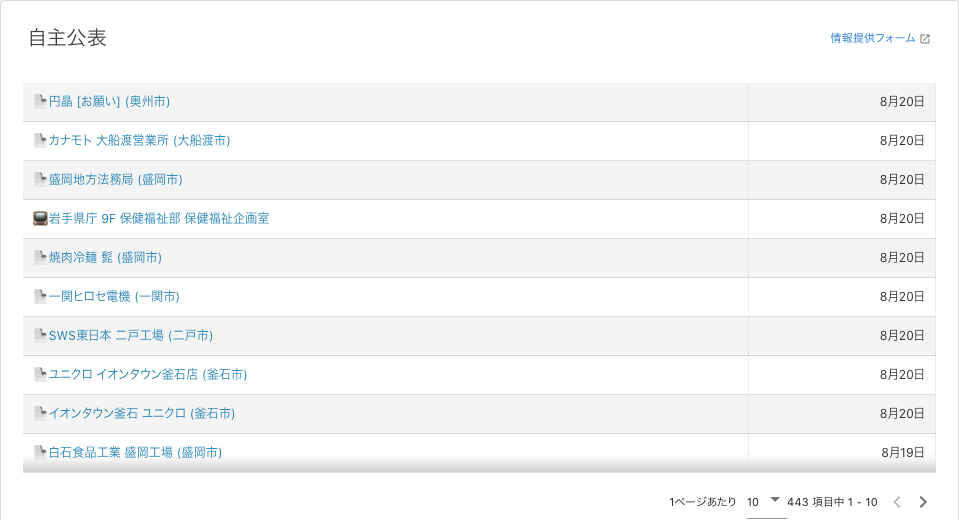 自主公表
情報提供フォーム
円晶 [お願い] (奥州市) 8月20日
カナモト 大船渡営業所 (大船渡市) 8月20日
盛岡地方法務局 (盛岡市) 8月20日
岩手県庁 9F 保健福祉部 保健福祉企画室 8月20日
焼肉冷麺 髭 (盛岡市) 8月20日
一関ヒロセ電機 (一関市) 8月20日
SWS東日本 二戸工場 (二戸市) 8月20日
ユニクロ イオンタウン釜石店 (釜石市) 8月20日
イオンタウン釜石 ユニクロ (釜石市) 8月20日
白石食品工業 盛岡工場 (盛岡市) 8月19日
1ページあたり 10 443 項目中 1 - 10